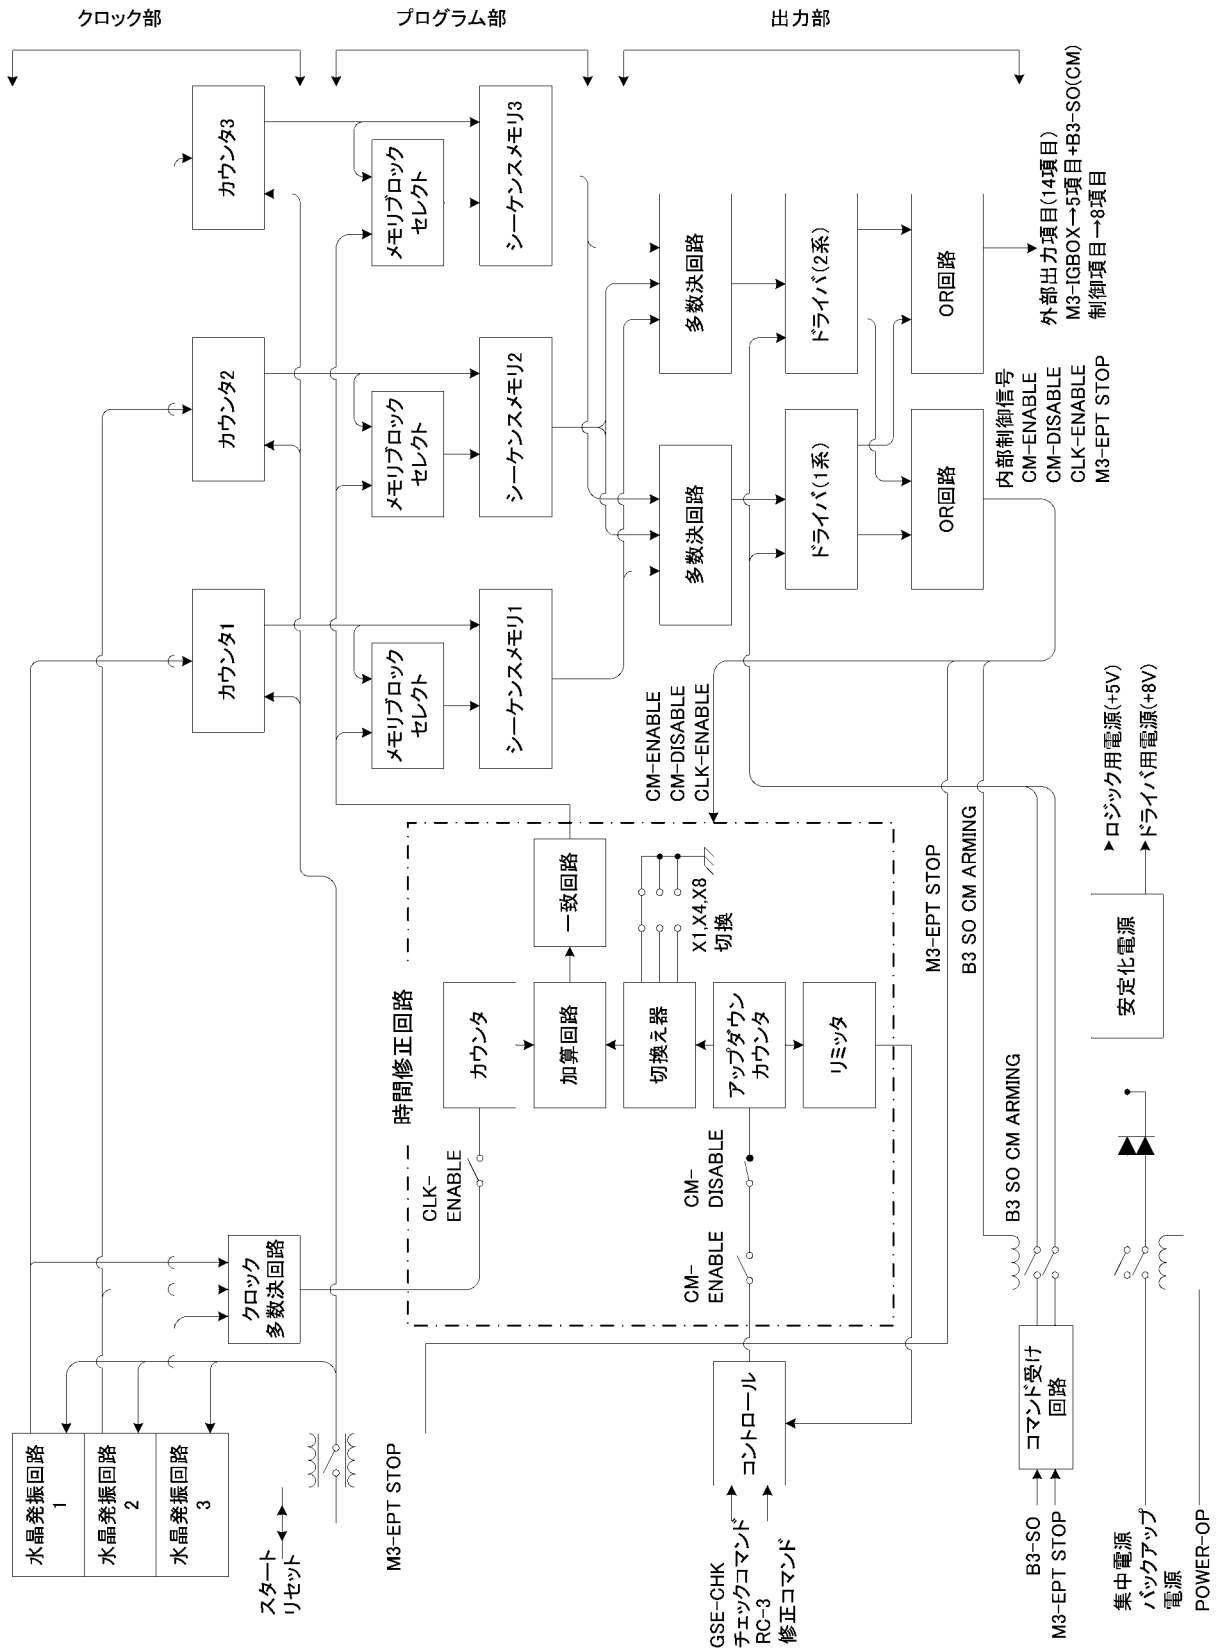 クロック部
プログラム部
出力部
水晶発振回路
1
水晶発振回路
2
水晶発振回路
3
スタート
リセット
M3-EPT STOP
クロック
多数決回路
カウンタ1
カウンタ2
カウンタ3
メモリブロック
セレクト
メモリブロック
セレクト
メモリブロック
セレクト
シーケンスメモリ1
シーケンスメモリ2
シーケンスメモリ3
時間修正回路
CLK-
ENABLE
カウンタ
加算回路
一致回路
切換え器
X1,X4,X8
切換
アップダウン
カウンタ
リミッタ
CM-
ENABLE
CM-
DISABLE
コントロール
GSE-CHK
チェックコマンド
RC-3
修正コマンド
CM-ENABLE
CM-DISABLE
CLK-ENABLE
多数決回路
多数決回路
ドライバ(1系)
ドライバ(2系)
OR回路
OR回路
内部制御信号
CM-ENABLE
CM-DISABLE
CLK-ENABLE
M3-EPT STOP
外部出力項目(14項目)
M3-IGBOX→5項目+B3-SO(CM)
制御項目→8項目
M3-EPT STOP
B3 SO CM ARMING
B3 SO CM ARMING
コマンド受け
回路
B3-SO
M3-EPT STOP
集中電源
バックアップ
電源
POWER-OP
安定化電源
ロジック用電源(+5V)
ドライバ用電源(+8V)